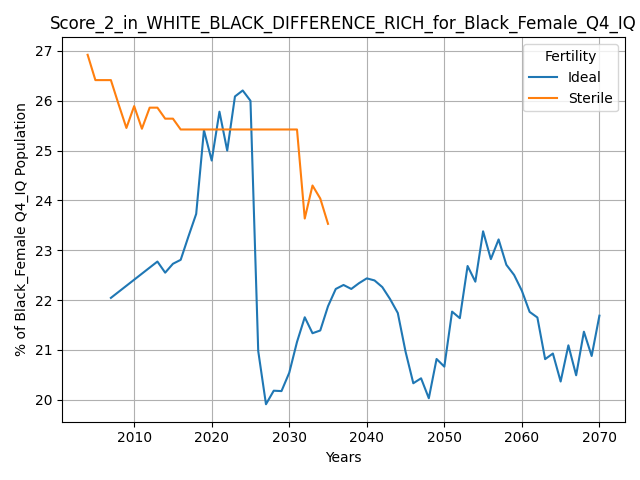 Score_2_in_WHITE_BLACK_DIFFERENCE_RICH_for_Black_Female_Q4_IQ
% of Black_Female Q4_IQ Population
27
26
25
24
23
22
21
20
Fertility
Ideal
Sterile
2010 2020 2030 2040 2050 2060 2070
Years